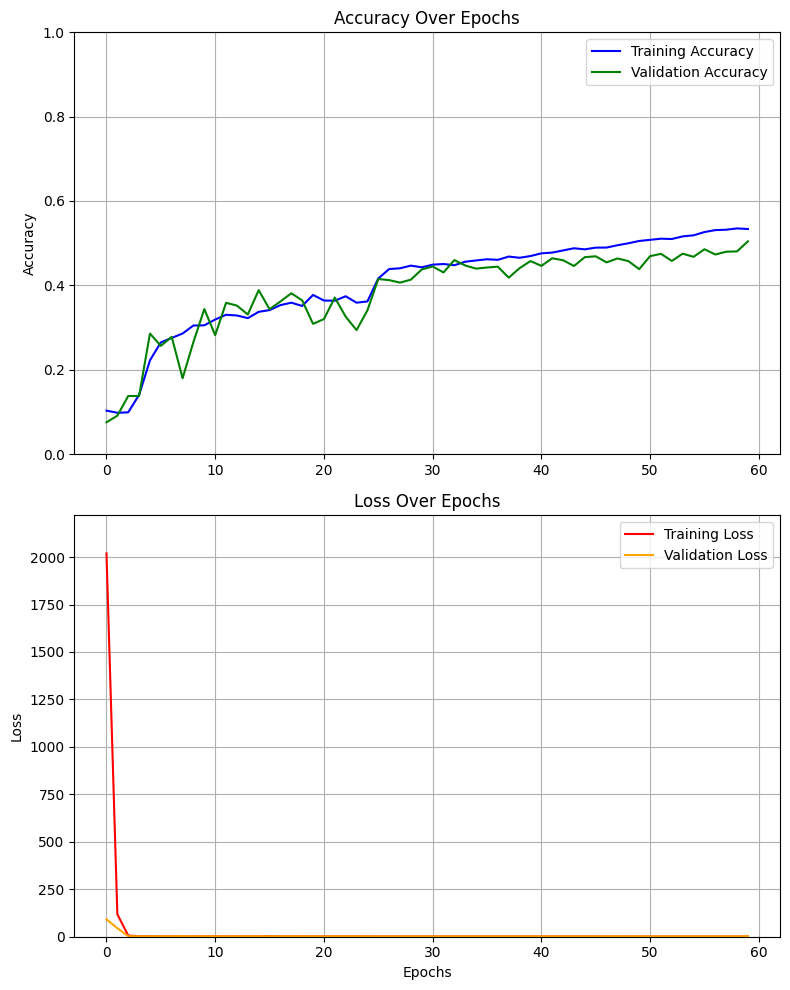 Accuracy Over Epochs
1.0
Training Accuracy
Validation Accuracy
0.8
0.6
Accuracy
0.4
0.2
0.0
0 10 20 30 40 50 60
Loss Over Epochs
Training Loss
Validation Loss
2000
1750
1500
1250
Loss
1000
750
500
250
0
0 10 20 30 40 50 60
Epochs